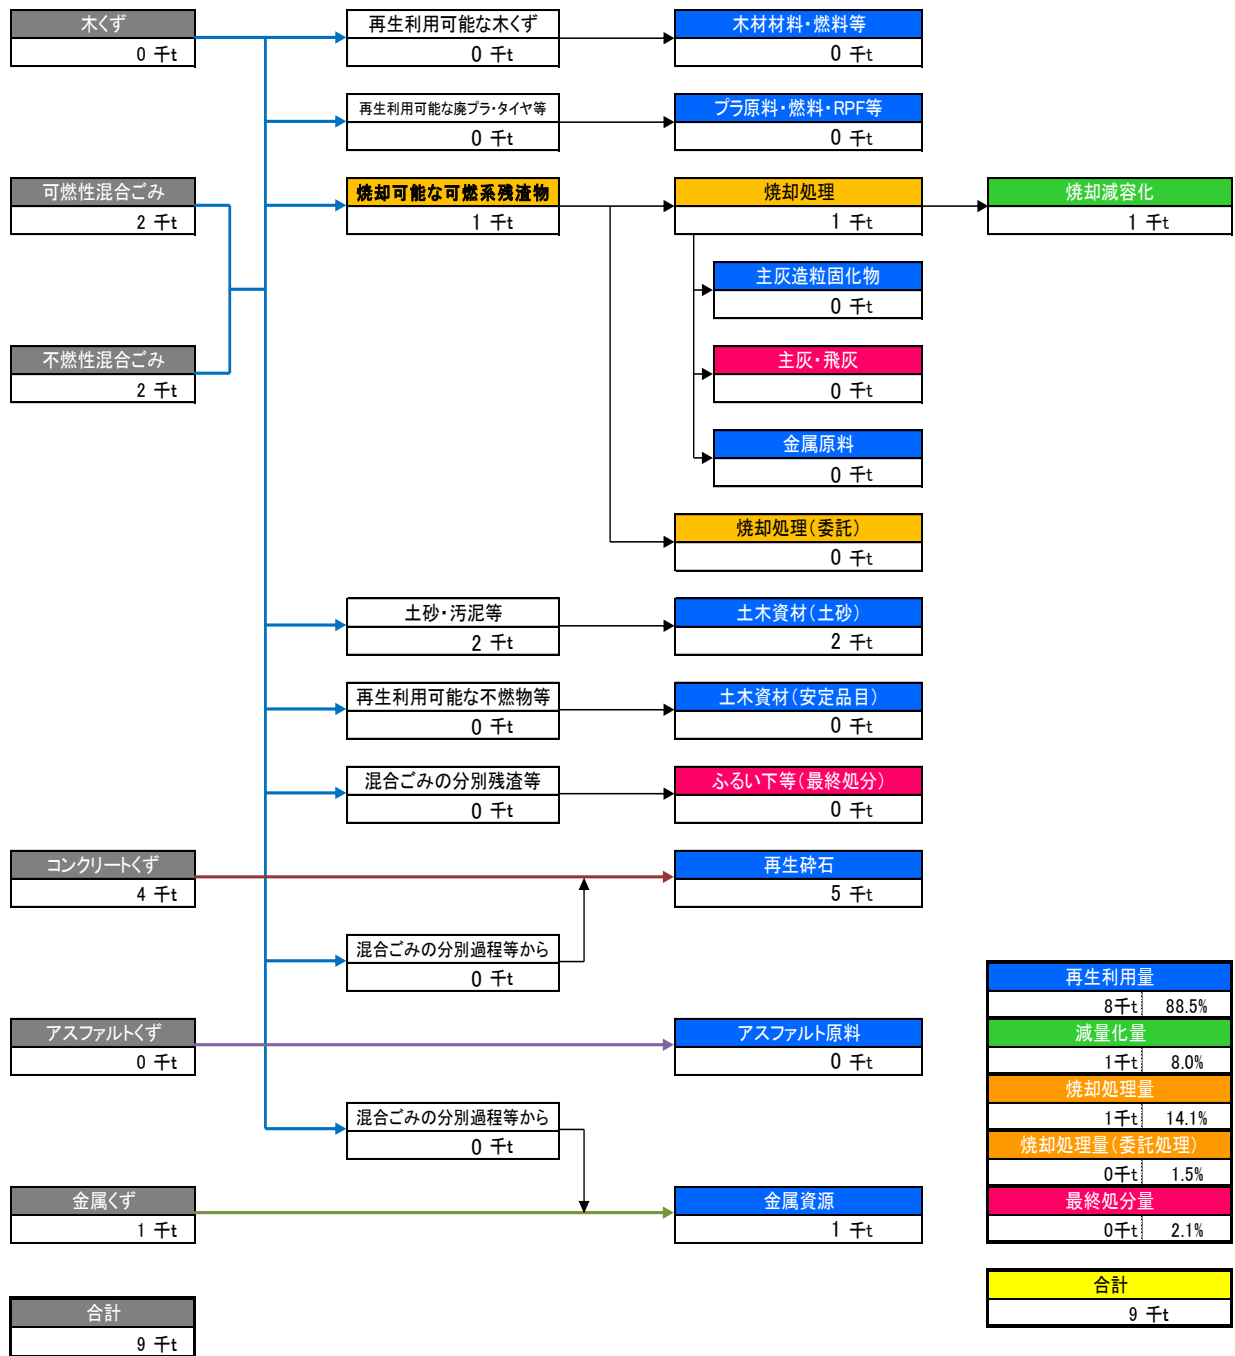 木くず
0 千t
再生利用可能な木くず
0 千t
木材材料・燃料等
0 千t
再生利用可能な廃プラ・タイヤ等
0 千t
プラ原料・燃料・RPF等
0 千t
可燃性混合ごみ
2 千t
焼却可能な可燃系残渣物
1 千t
焼却処理
1 千t
焼却減容化
1 千t
主灰造粒固化物
0 千t
不燃性混合ごみ
2 千t
主灰・飛灰
0 千t
金属原料
0 千t
焼却処理(委託)
0 千t
土砂・汚泥等
2 千t
土木資材(土砂)
2 千t
再生利用可能な不燃物等
0 千t
土木資材(安定品目)
0 千t
混合ごみの分別残渣等
0 千t
ふるい下等(最終処分)
0 千t
コンクリートくず
4 千t
再生砕石
5 千t
混合ごみの分別過程等から
0 千t
アスファルトくず
0 千t
アスファルト原料
0 千t
混合ごみの分別過程等から
0 千t
金属くず
1 千t
金属資源
1 千t
再生利用量
8千t 88.5%
減量化量
1千t 8.0%
焼却処理量
1千t 14.1%
焼却処理量(委託処理)
0千t 1.5%
最終処分量
0千t 2.1%
合計
9 千t
合計
9 千t